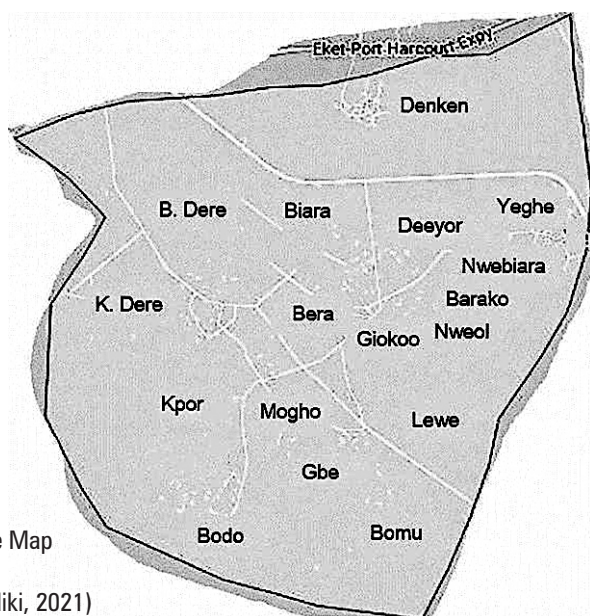 Eket-Port Harcourt Expy
Denken
B. Dere
Biara
Yeghe
Deeyor
Nwebiara
K. Dere
Barako
Bera
Nweol
Giokoo
Kpor
Mogho
Lewe
Gbe
Bodo
Bomu
e Map
liki, 2021)